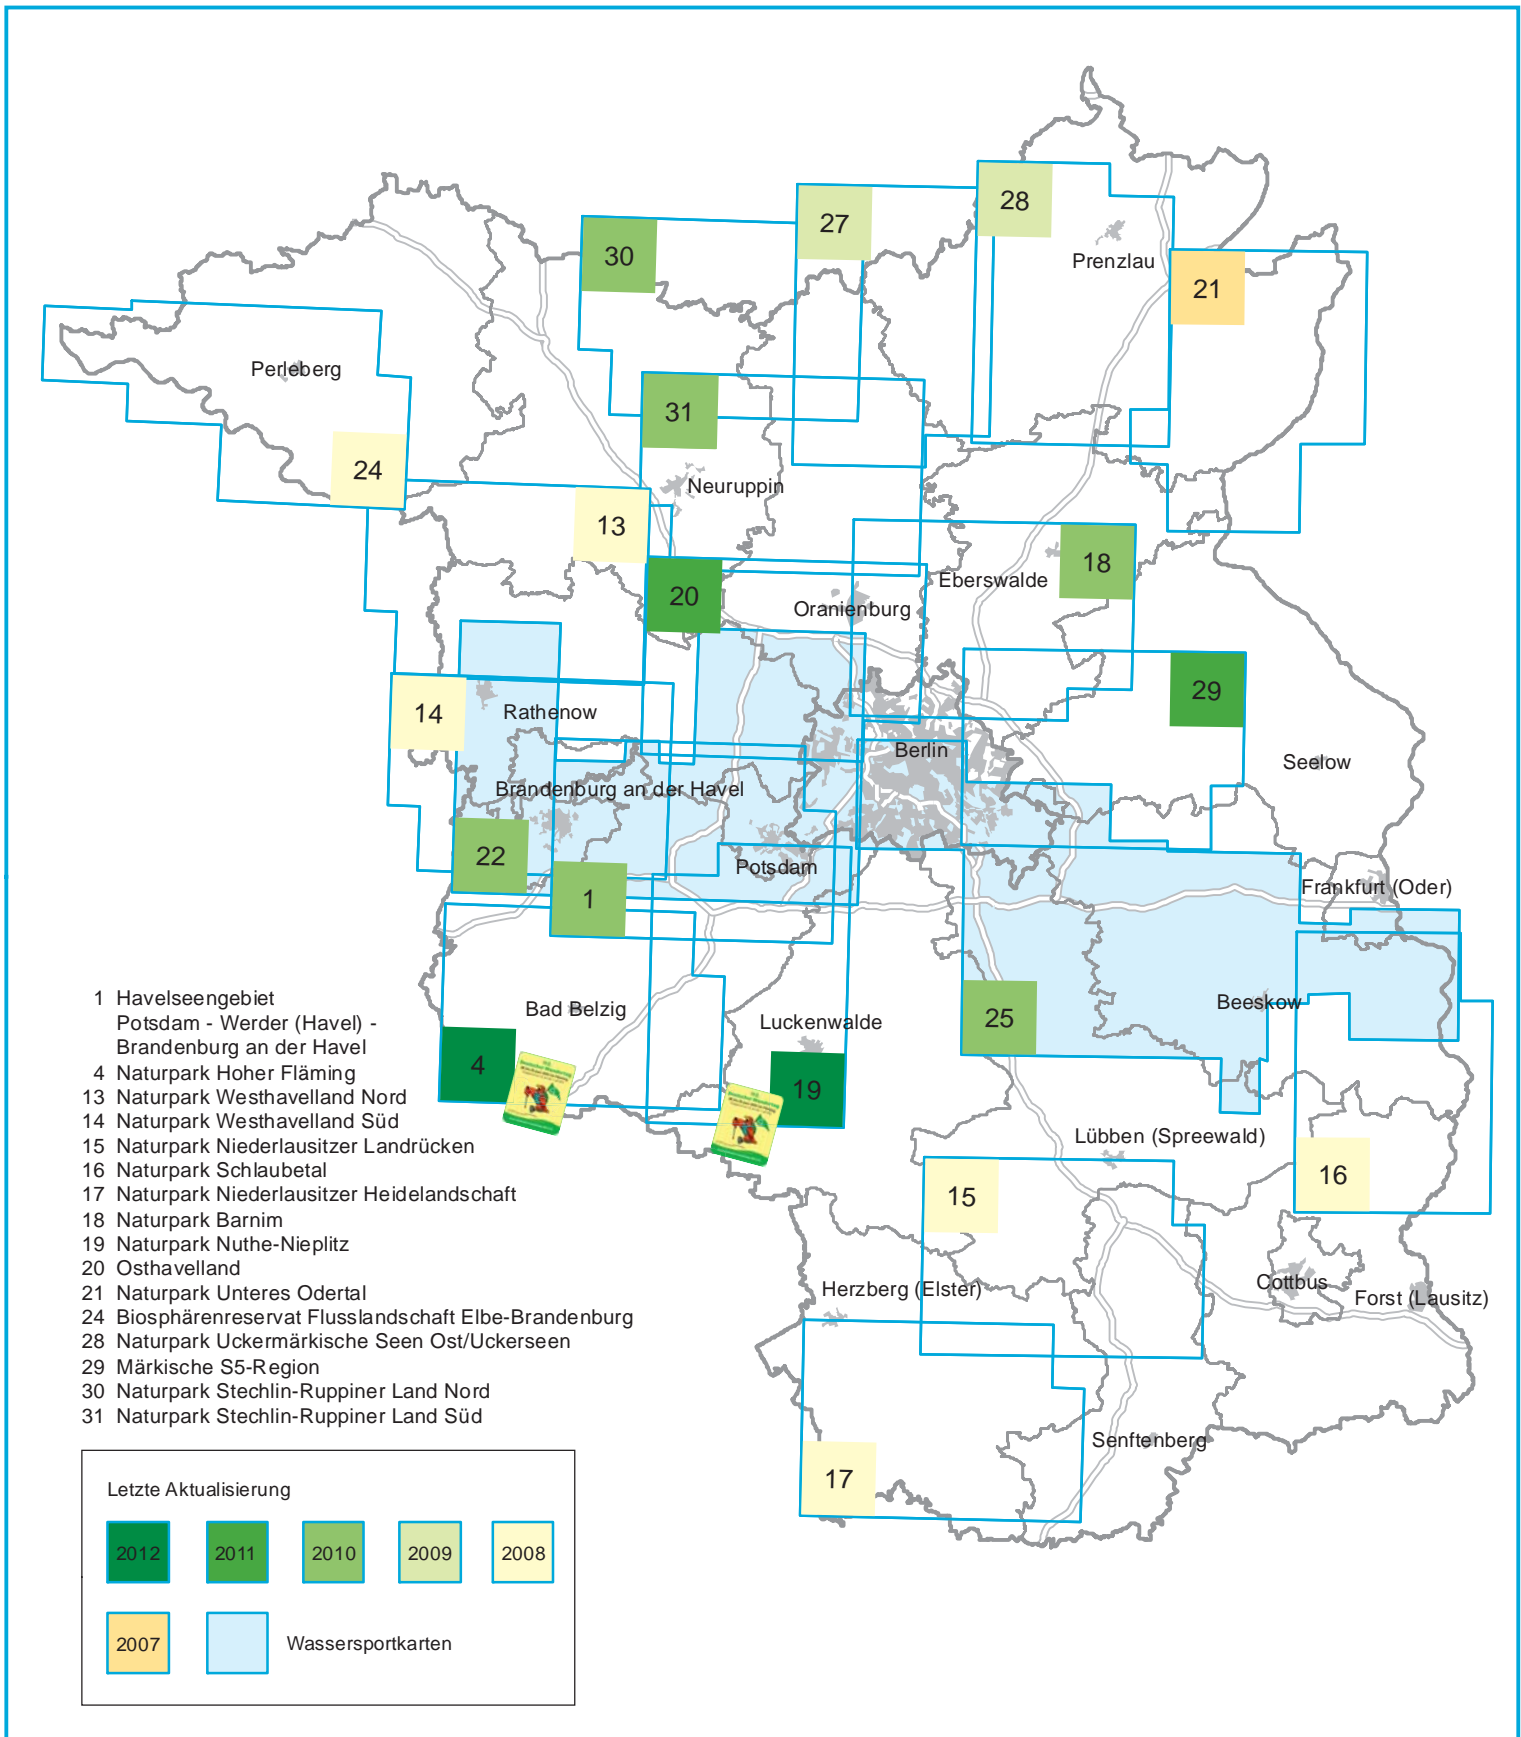 28
27
30
Prenzlau
21
Perleberg
31
24
Neuruppin
13
18
Eberswalde
20
Oranienburg
29
14
Rathenow
Berlin
Seelow
Brandenburg an der Havel
22
Potsdam
1
Frankfurt (Oder)
Bad Belzig
Luckenwalde
25
Beeskow
4
19
Lübben (Spreewald)
16
15
Herzberg (Elster)
Cottbus
Forst (Lausitz)
Senftenberg
17
1 Havelseengebiet
Potsdam - Werder (Havel) -
Brandenburg an der Havel
4 Naturpark Hoher Fläming
13 Naturpark Westhavelland Nord
14 Naturpark Westhavelland Süd
15 Naturpark Niederlausitzer Landrücken
16 Naturpark Schlaubetal
17 Naturpark Niederlausitzer Heidelandschaft
18 Naturpark Barnim
19 Naturpark Nuthe-Nieplitz
20 Osthavelland
21 Naturpark Unteres Odertal
24 Biosphärenreservat Flusslandschaft Elbe-Brandenburg
28 Naturpark Uckermärkische Seen Ost/Uckerseen
29 Märkische S5-Region
30 Naturpark Stechlin-Ruppiner Land Nord
31 Naturpark Stechlin-Ruppiner Land Süd
Letzte Aktualisierung
2012 2011 2010 2009 2008
2007 Wassersportkarten